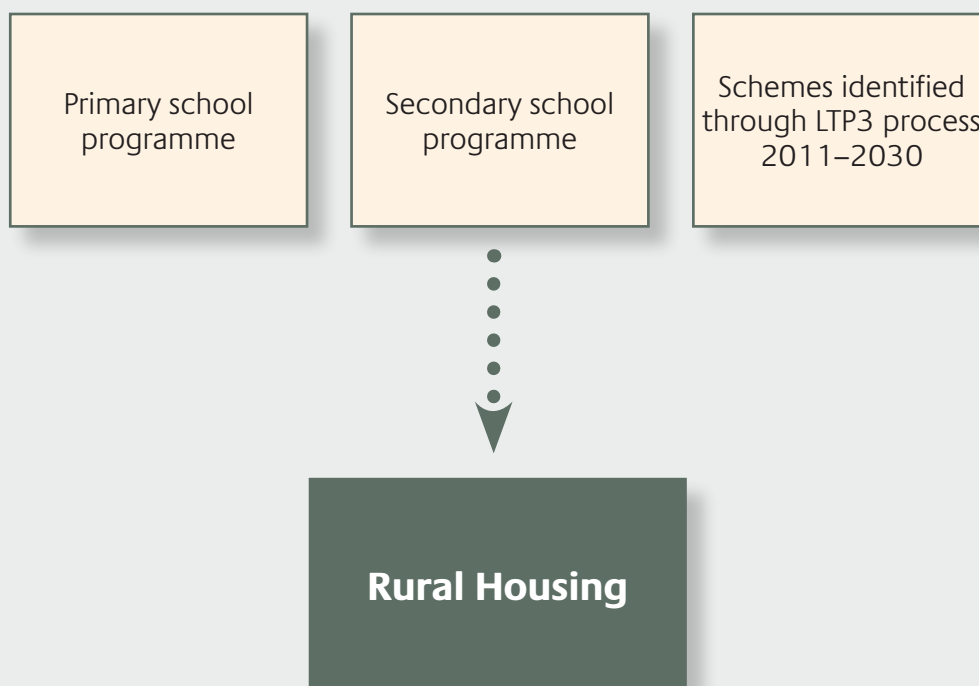 Primary school
programme
Secondary school
programme
Schemes identified
through LTP3 process
2011–2030
Rural Housing